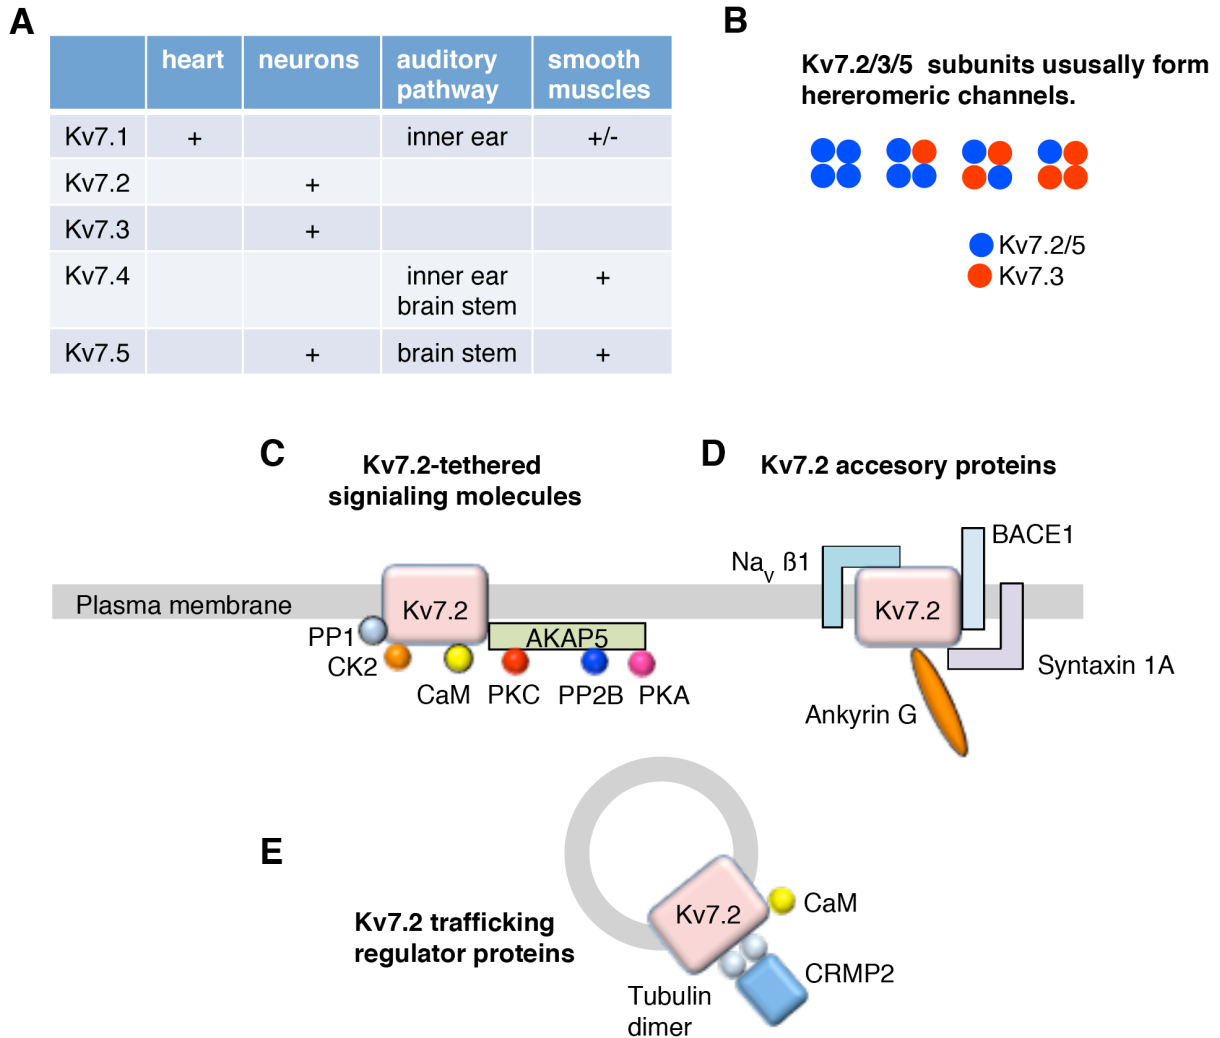 A
heart neurons auditory pathway smooth muscles
Kv7.1 + inner ear +/-
Kv7.2 +
Kv7.3 +
Kv7.4 inner ear brain stem +
Kv7.5 + brain stem +
B
Kv7.2/3/5 subunits ususally form
hereromeric channels.
Kv7.2/5
Kv7.3
C
Kv7.2-tethered
signialing molecules
Plasma membrane
Kv7.2
PP1
AKAP5
CK2
CaM PKC PP2B PKA
D
Kv7.2 accesory proteins
BACE1
Nav ß1
Kv7.2
Syntaxin 1A
Ankyrin G
E
Kv7.2 trafficking
regulator proteins
Kv7.2
CaM
CRMP2
Tubulin
dimer